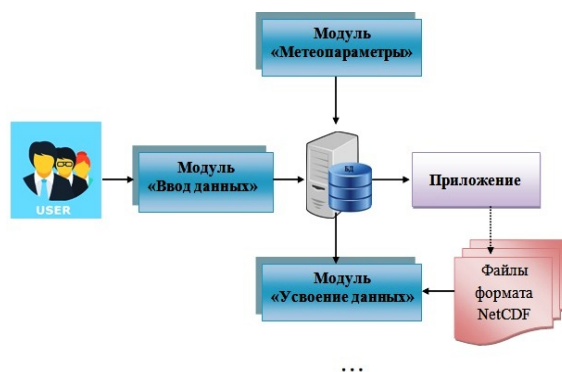 Модуль
«Метеопараметры»
USER
Модуль
«Ввод данных»
БД
Приложение
Модуль
«Усвоение данных»
Файлы
формата
NetCDF
...